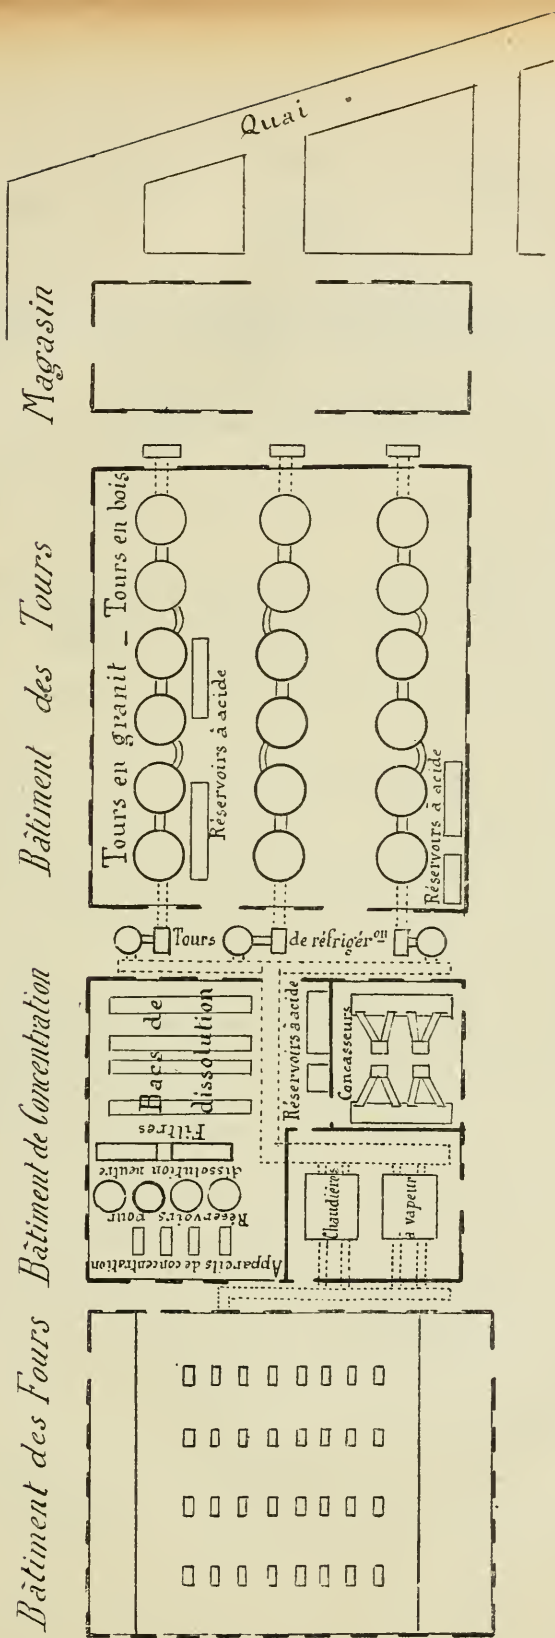 Quai
Magasin
Bâtiment des Tours
Tours en granit _ Tours en bois
Réservoirs à acide
Réservoirs à acide
Tours de réfrigér^on
Bâtiment de Concentration
Bacs de
dissolution
Filtres
Réservoirs pour
dissolution neutre
Appareils de concentration
Réservoirs à acide
Concasseurs
Chaudières
à vapeur
Bâtiment des Fours